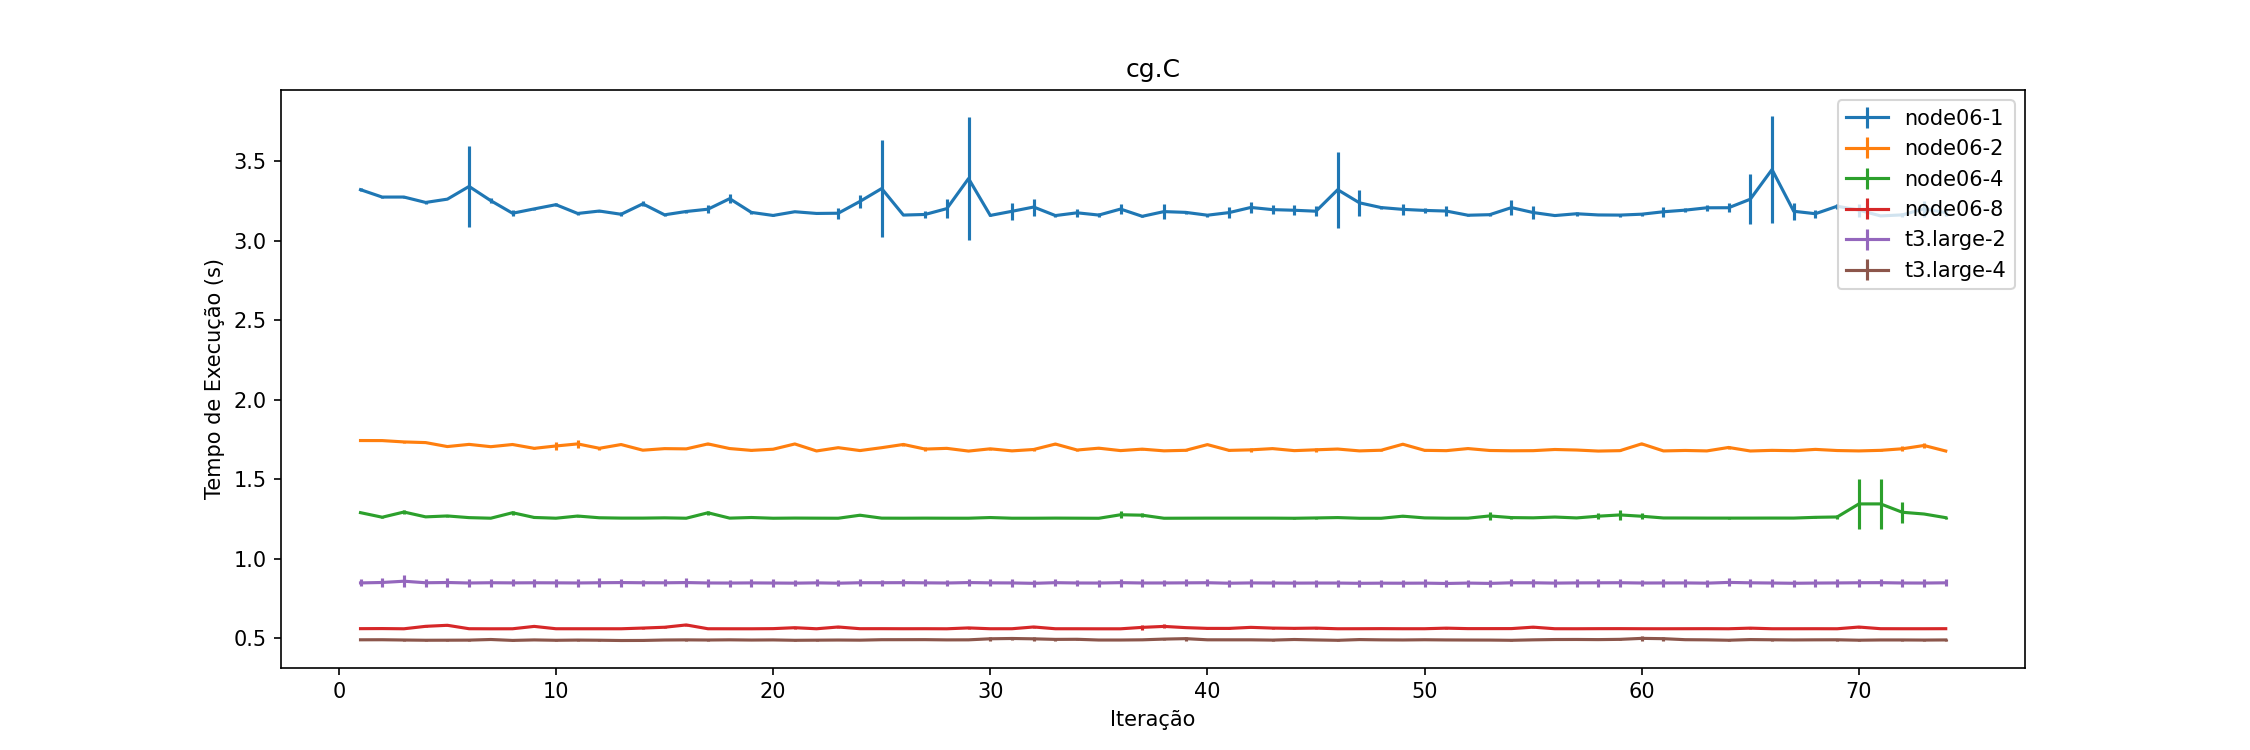 cg.C
node06-1
node06-2
node06-4
node06-8
t3.large-2
t3.large-4
Tempo de Execução (s)
3.5
3.0
2.5
2.0
1.5
1.0
0.5
0 10 20 30 40 50 60 70
Iteração